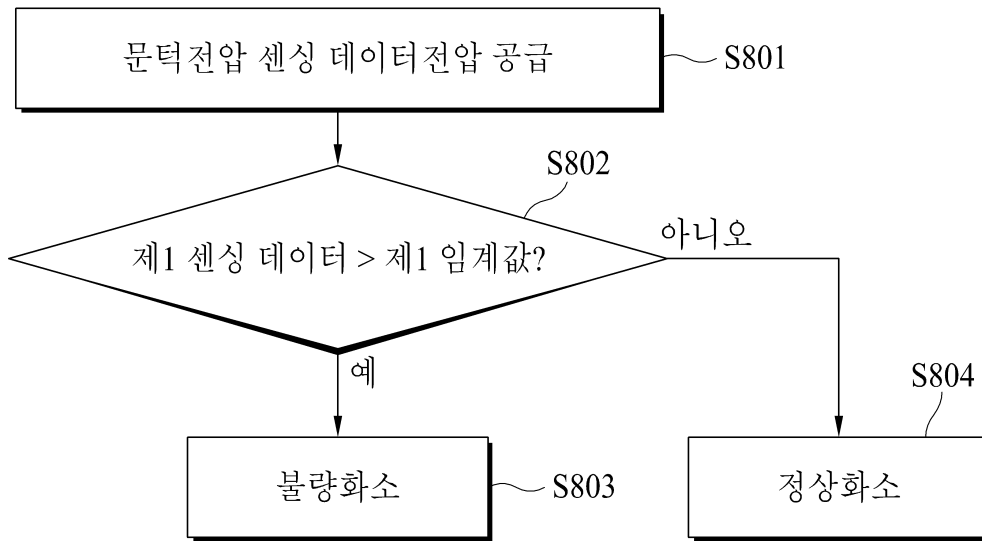 문턱전압 센싱 데이터전압 공급
S801
S802
제1 센싱 데이터 > 제1 임계값?
아니오
예
S804
불량화소
S803
정상화소